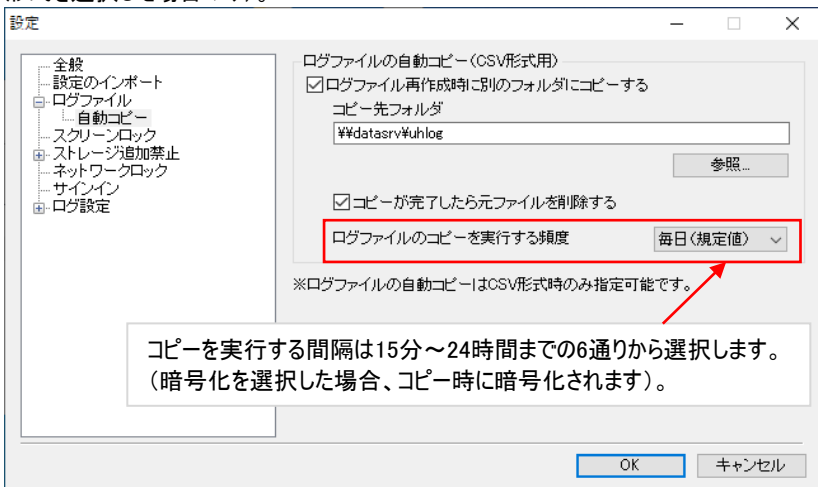 設定
全般
設定のインポート
ログファイル
自動コピー
スクリーンロック
ストレージ追加禁止
ネットワークロック
サインイン
ログ設定
ログファイルの自動コピー(CSV形式用)
ログファイル再作成時に別のフォルダにコピーする
コピー先フォルダ
¥¥datasrv¥uhlog
参照...
コピーが完了したら元ファイルを削除する
ログファイルのコピーを実行する頻度
毎日(規定値)
※ログファイルの自動コピーはCSV形式時のみ指定可能です。
コピーを実行する間隔は15分～24時間までの6通りから選択します。
（暗号化を選択した場合、コピー時に暗号化されます）。
OK
キャンセル